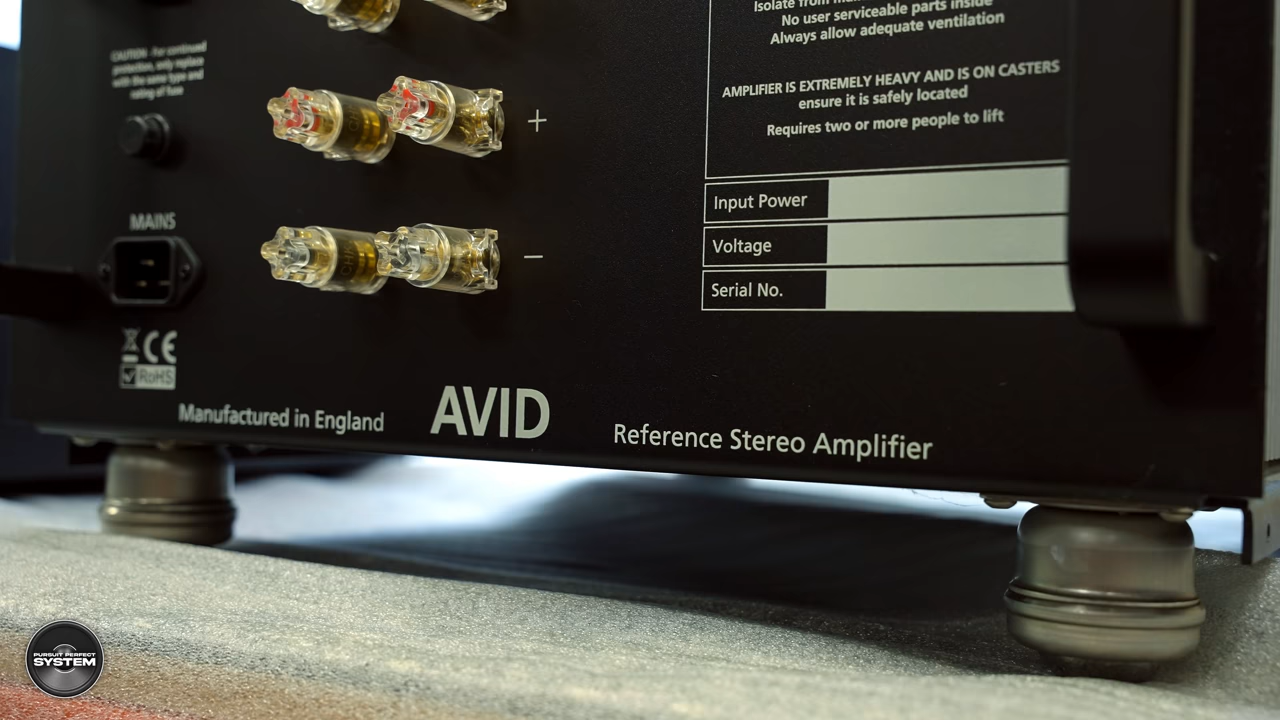 Isolate from
No user serviceable parts inside
Always allow adequate ventilation
AMPLIFIER IS EXTREMELY HEAVY AND IS ON CASTERS
ensure it is safely located
Requires two or more people to lift
CAUTION - For continued
protection, only replace
with the same type and
rating of fuse
+
MAINS
−
Input Power
Voltage
Serial No.
CE
RoHS
Manufactured in England
AVID
Reference Stereo Amplifier
PURSUIT PERFECT
SYSTEM